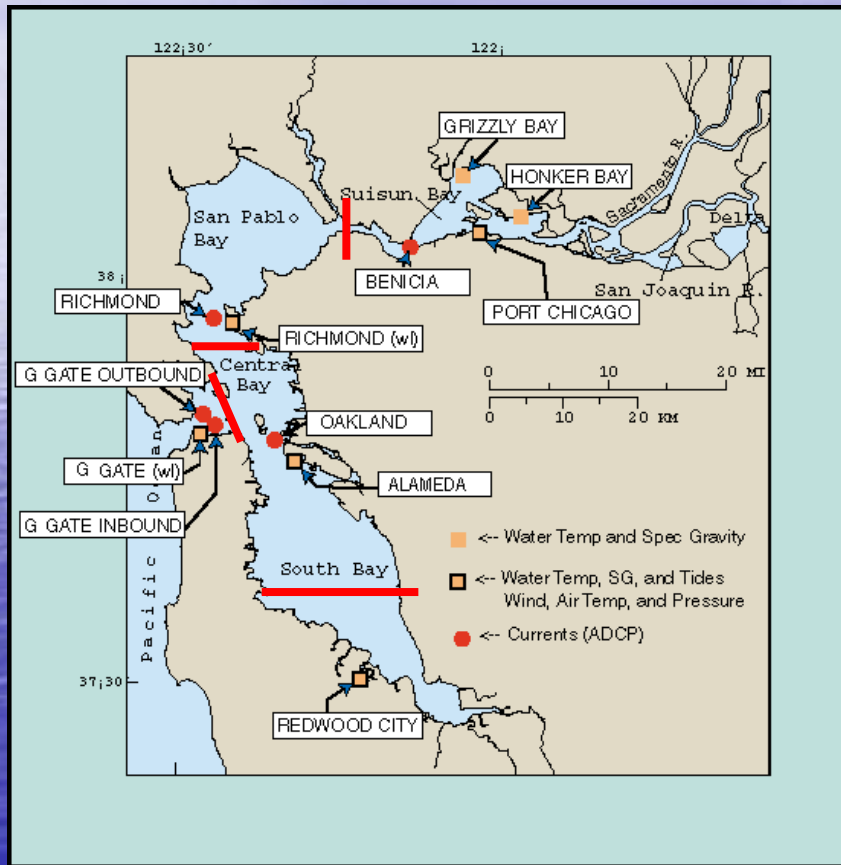 122¡30'
122¡
GRIZZLY BAY
HONKER BAY
Suisun Bay
Sacramento R.
San Pablo
Bay
Delta
38¡
BENICIA
San Joaquin R.
RICHMOND
PORT CHICAGO
RICHMOND (wl)
G GATE OUTBOUND
Central
Bay
0 10 20 MI
0 10 20 KM
OAKLAND
G GATE (wl)
ALAMEDA
G GATE INBOUND
Pacific Ocean
<-- Water Temp and Spec Gravity
South Bay
<-- Water Temp, SG, and Tides
Wind, Air Temp, and Pressure
<-- Currents (ADCP)
37¡30
REDWOOD CITY